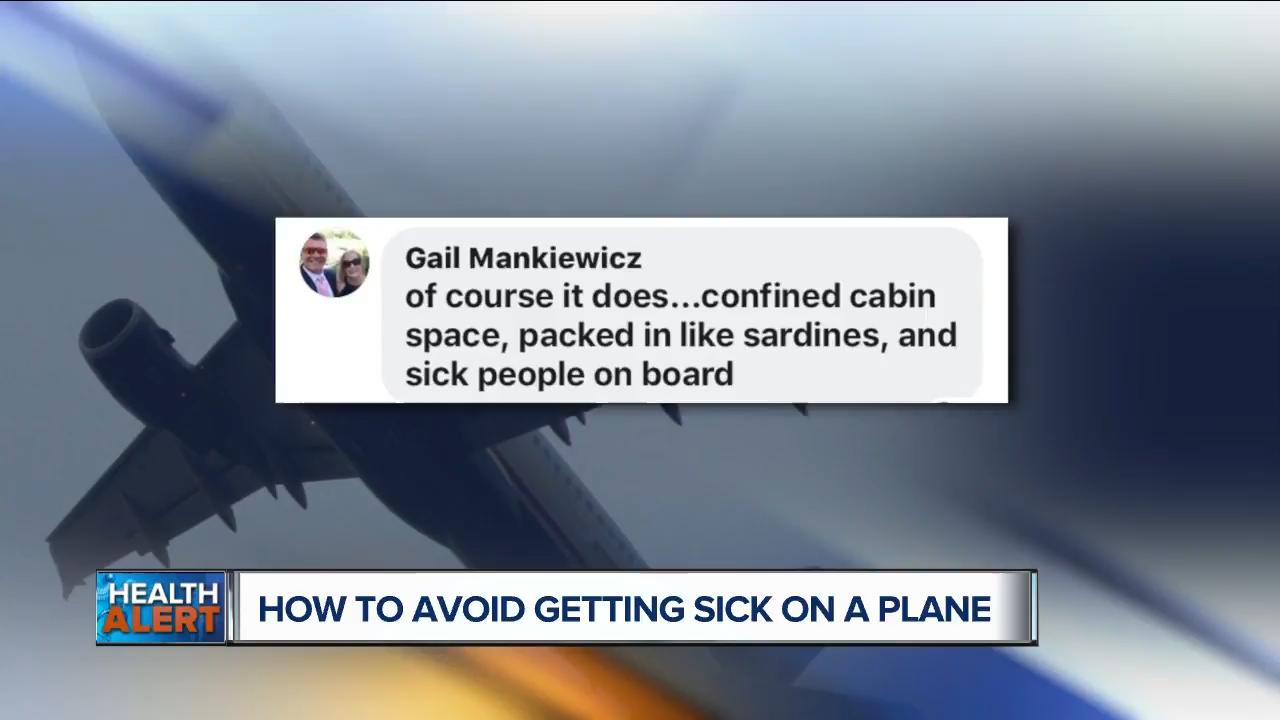 Gail Mankiewicz
of course it does...confined cabin
space, packed in like sardines, and
sick people on board
HEALTH
ALERT
HOW TO AVOID GETTING SICK ON A PLANE